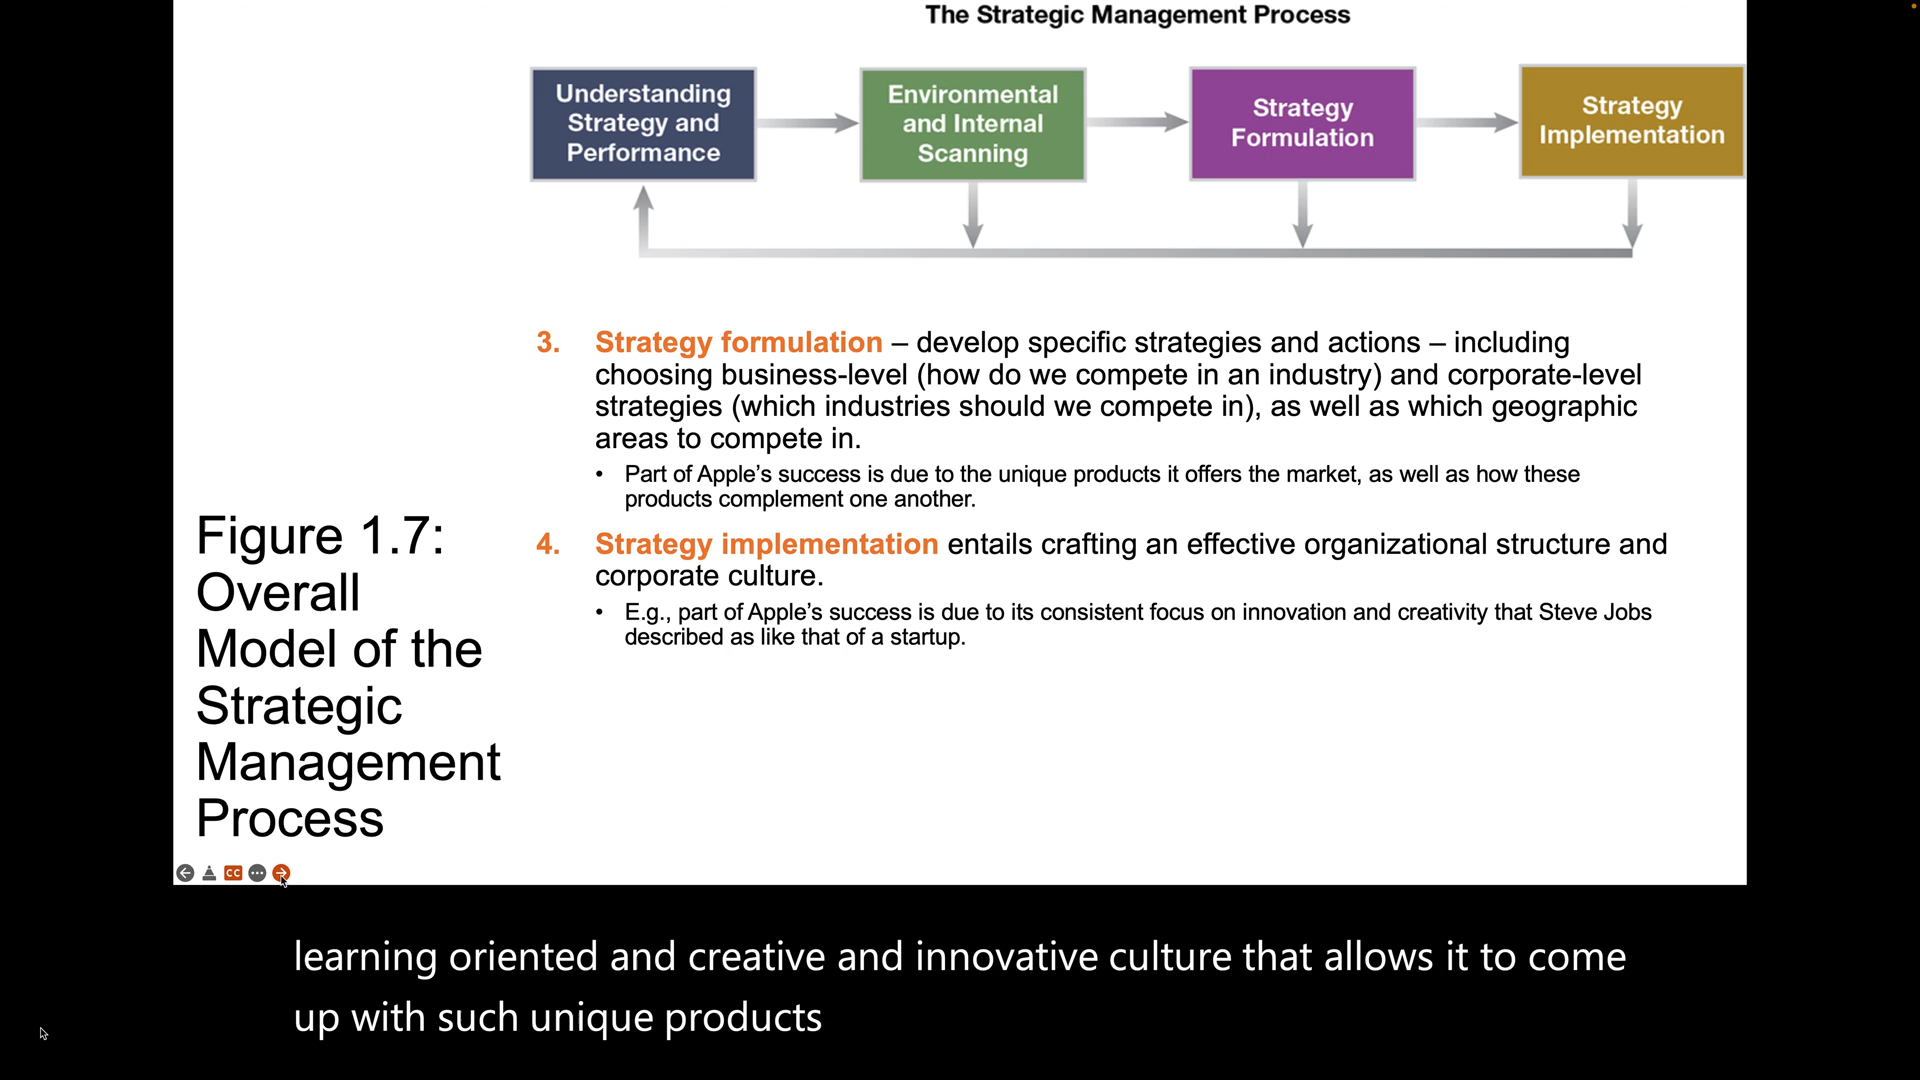 The Strategic Management Process
Understanding
Strategy and
Performance
Environmental
and Internal
Scanning
Strategy
Formulation
Strategy
Implementation
3. Strategy formulation – develop specific strategies and actions – including
choosing business-level (how do we compete in an industry) and corporate-level
strategies (which industries should we compete in), as well as which geographic
areas to compete in.
• Part of Apple’s success is due to the unique products it offers the market, as well as how these
products complement one another.
4. Strategy implementation entails crafting an effective organizational structure and
corporate culture.
• E.g., part of Apple’s success is due to its consistent focus on innovation and creativity that Steve Jobs
described as like that of a startup.
Figure 1.7:
Overall
Model of the
Strategic
Management
Process
CC
learning oriented and creative and innovative culture that allows it to come
up with such unique products